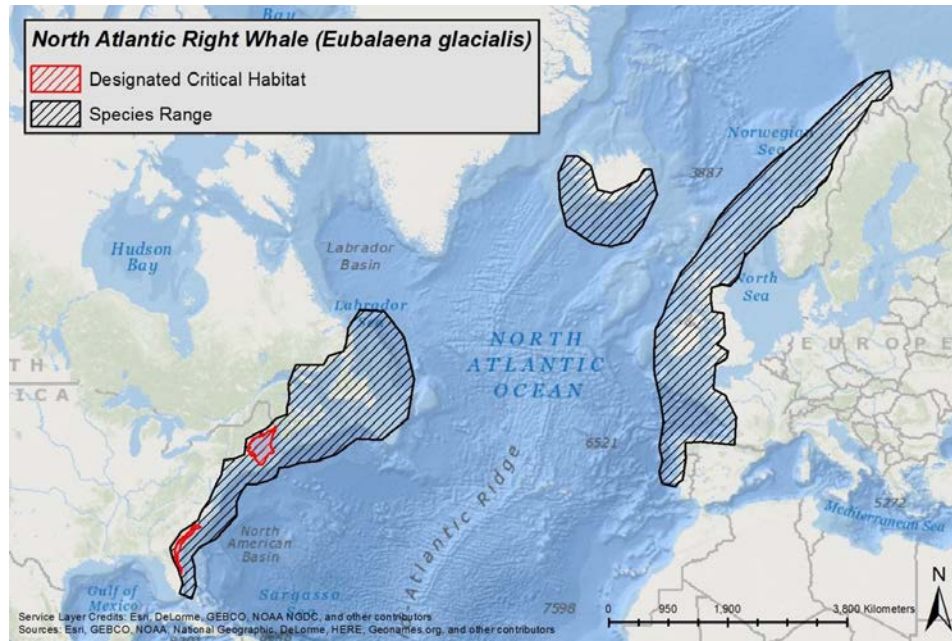 North Atlantic Right Whale (Eubalaena glacialis)
Designated Critical Habitat
Species Range
Bay
Norwegian
Sea
3887
Hudson
Bay
Labrador
Basin
Labrador
North
Sea
NORTH
ATLANTIC
OCEAN
EUROPE
TH
ICA
6521
Atlantic Ridge
North
American
Basin
5272
Mediterranean Sea
Gulf of
Mexico
Sargasso
7598
N
0 950 1,900 3,800 Kilometers
Service Layer Credits: Esri, DeLorme, GEBCO, NOAA NGDC, and other contributors
Sources: Esri, GEBCO, NOAA, National Geographic, DeLorme, HERE, Geonames.org, and other contributors